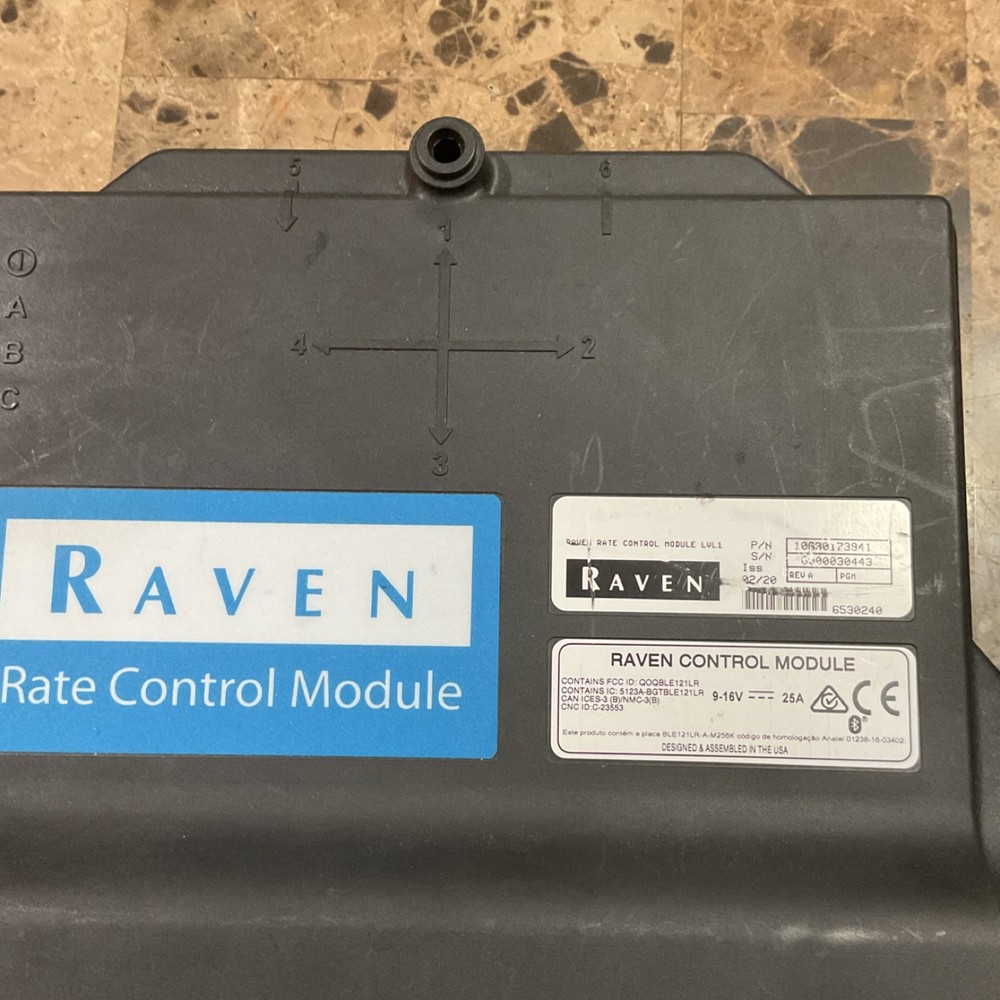 5 6
1
4 2
3
1
A
B
C
RAVEN
Rate Control Module
RAVEN RATE CONTROL MODULE LVL1
RAVEN
P/N 10630173941
S/N 0030443
Iss
02/20 REV A PGM
6530240
RAVEN CONTROL MODULE
CONTAINS FCC ID: QOQBLE121LR
CONTAINS IC: 5123A-BGTBLE121LR
CAN ICES-3 (B)/NMC-3(B)
CNC ID:C-23553
9-16V 25A CE
Este produto contém a placa BLE121LR-A-M256K código de homologação Anatel 01236-16-03402.
DESIGNED & ASSEMBLED IN THE USA